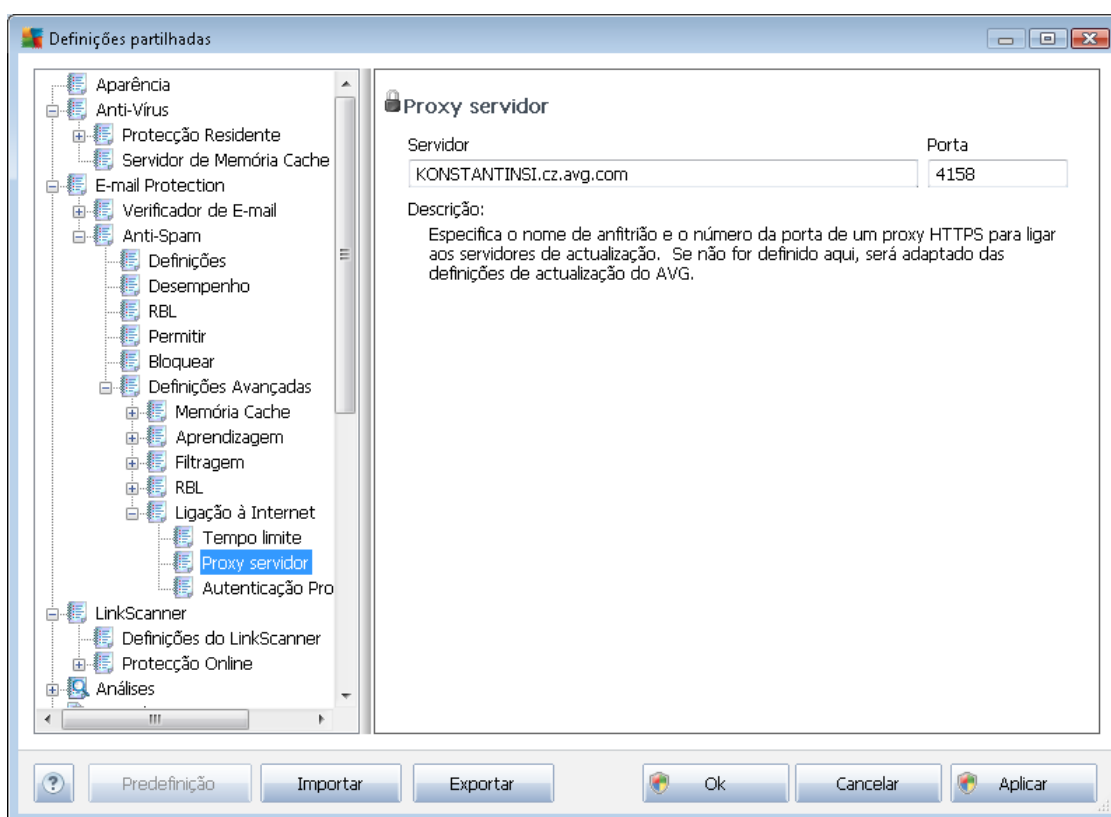 Definições partilhadas
Aparência
Anti-Vírus
Protecção Residente
Servidor de Memória Cache
E-mail Protection
Verificador de E-mail
Anti-Spam
Definições
Desempenho
RBL
Permitir
Bloquear
Definições Avançadas
Memória Cache
Aprendizagem
Filtragem
RBL
Ligação à Internet
Tempo limite
Proxy servidor
Autenticação Pro
LinkScanner
Definições do LinkScanner
Protecção Online
Análises
Proxy servidor
Servidor Porta
KONSTANTINSI.cz.avg.com 4158
Descrição:
Especifica o nome de anfitrião e o número da porta de um proxy HTTPS para ligar
aos servidores de actualização. Se não for definido aqui, será adaptado das
definições de actualização do AVG.
? Predefinição Importar Exportar Ok Cancelar Aplicar